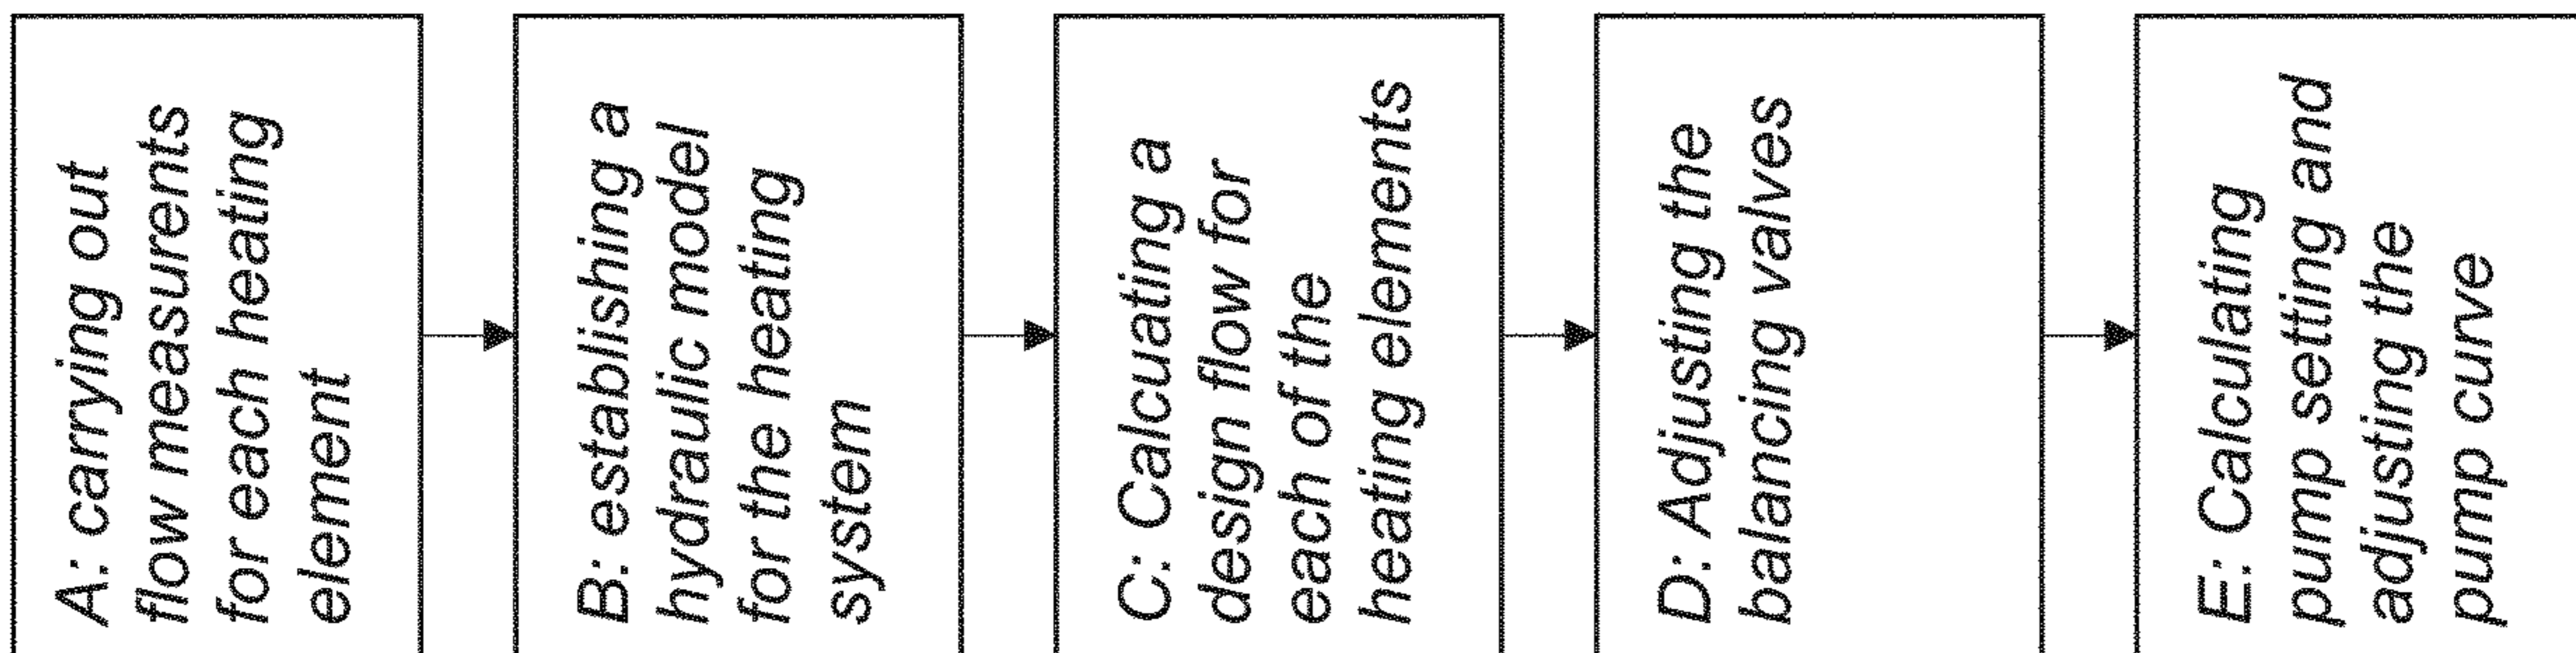 A: carrying out
flow measurents
for each heating
element
B: establishing a
hydraulic model
for the heating
system
C: Calcuating a
design flow for
each of the
heating elements
D: Adjusting the
balancing valves
E: Calculating
pump setting and
adjusting the
pump curve